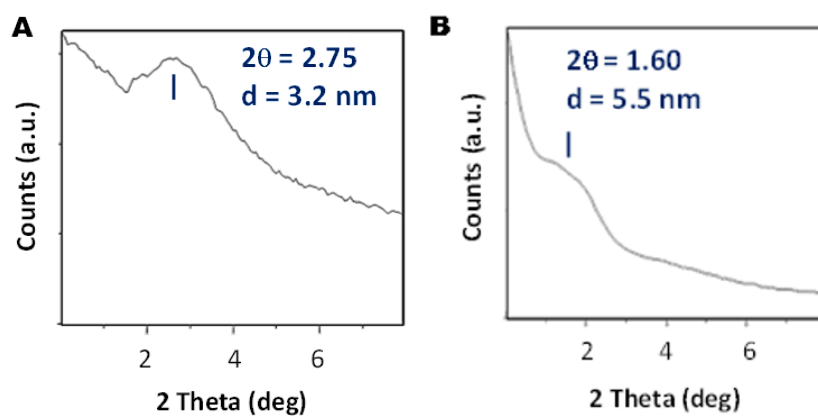 A
2θ = 2.75
d = 3.2 nm
Counts (a.u.)
2 4 6
2 Theta (deg)
B
2θ = 1.60
d = 5.5 nm
Counts (a.u.)
2 4 6
2 Theta (deg)